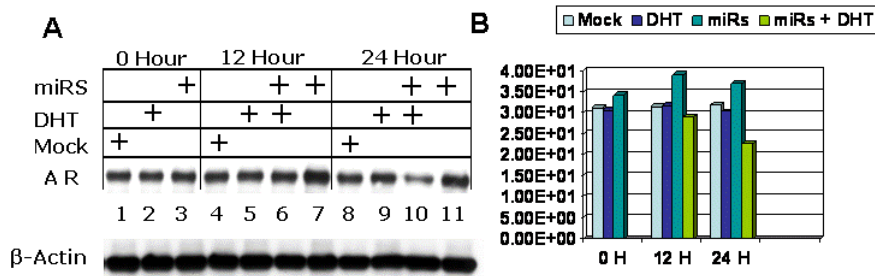 A
0 Hour 12 Hour 24 Hour
miRS + + + + +
DHT + + + + +
Mock + + +
A R
1 2 3 4 5 6 7 8 9 10 11
β-Actin
B
Mock DHT miRs miRs + DHT
4.00E+01
3.50E+01
3.00E+01
2.50E+01
2.00E+01
1.50E+01
1.00E+01
5.00E+00
0.00E+00
0 H 12 H 24 H